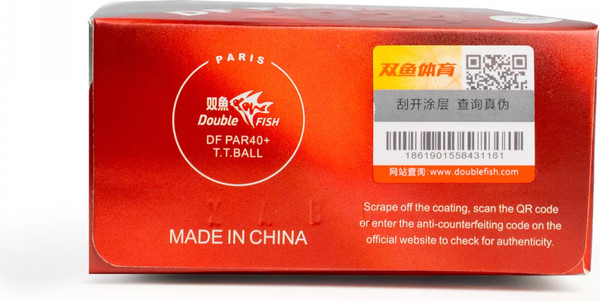 PARIS
双魚
Double FISH
DF PAR40+
T.T.BALL
MADE IN CHINA
双鱼体育
刮开涂层 查询真伪
1861901558431161
网站查询:www.doublefish.com
Scrape off the coating, scan the QR code
or enter the anti-counterfeiting code on the
official website to check for authenticity.